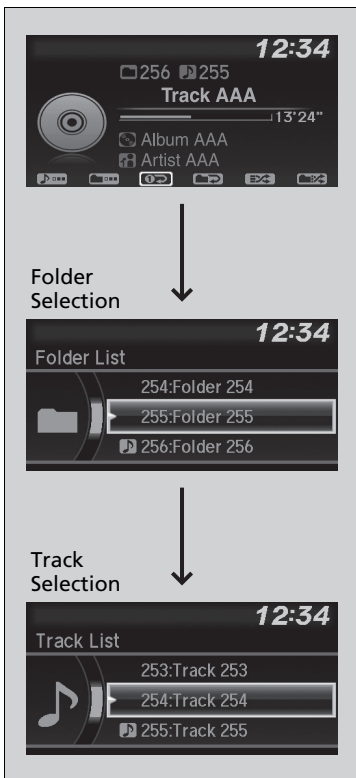 12:34
256 255
Track AAA
13'24"
Album AAA
Artist AAA
Folder
Selection
12:34
Folder List
254:Folder 254
255:Folder 255
256:Folder 256
Track
Selection
12:34
Track List
253:Track 253
254:Track 254
255:Track 255